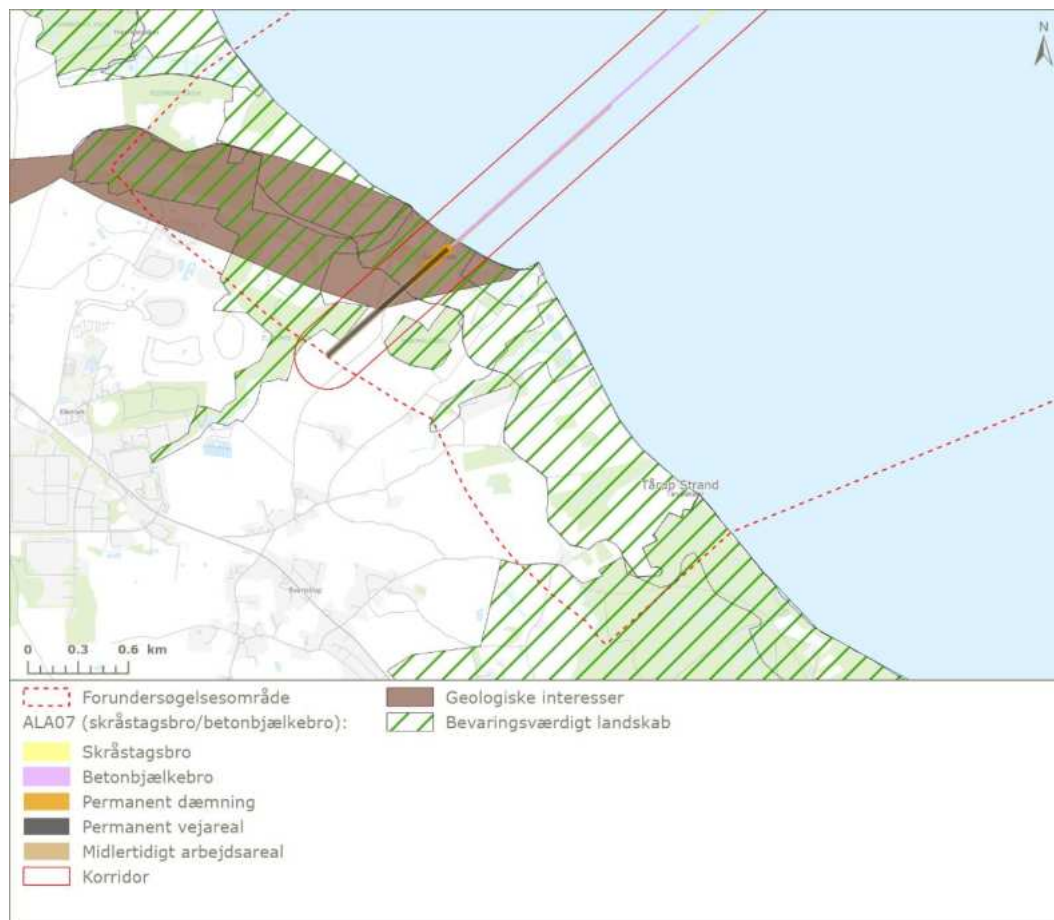 N
Tårup Strand
0 0.3 0.6 km
Forundersøgelsesområde
ALA07 (skråstagsbro/betonbjælkebro):
Skråstagsbro
Betonbjælkebro
Permanent dæmning
Permanent vejareal
Midlertidigt arbejdsareal
Korridor
Geologiske interesser
Bevaringsværdigt landskab